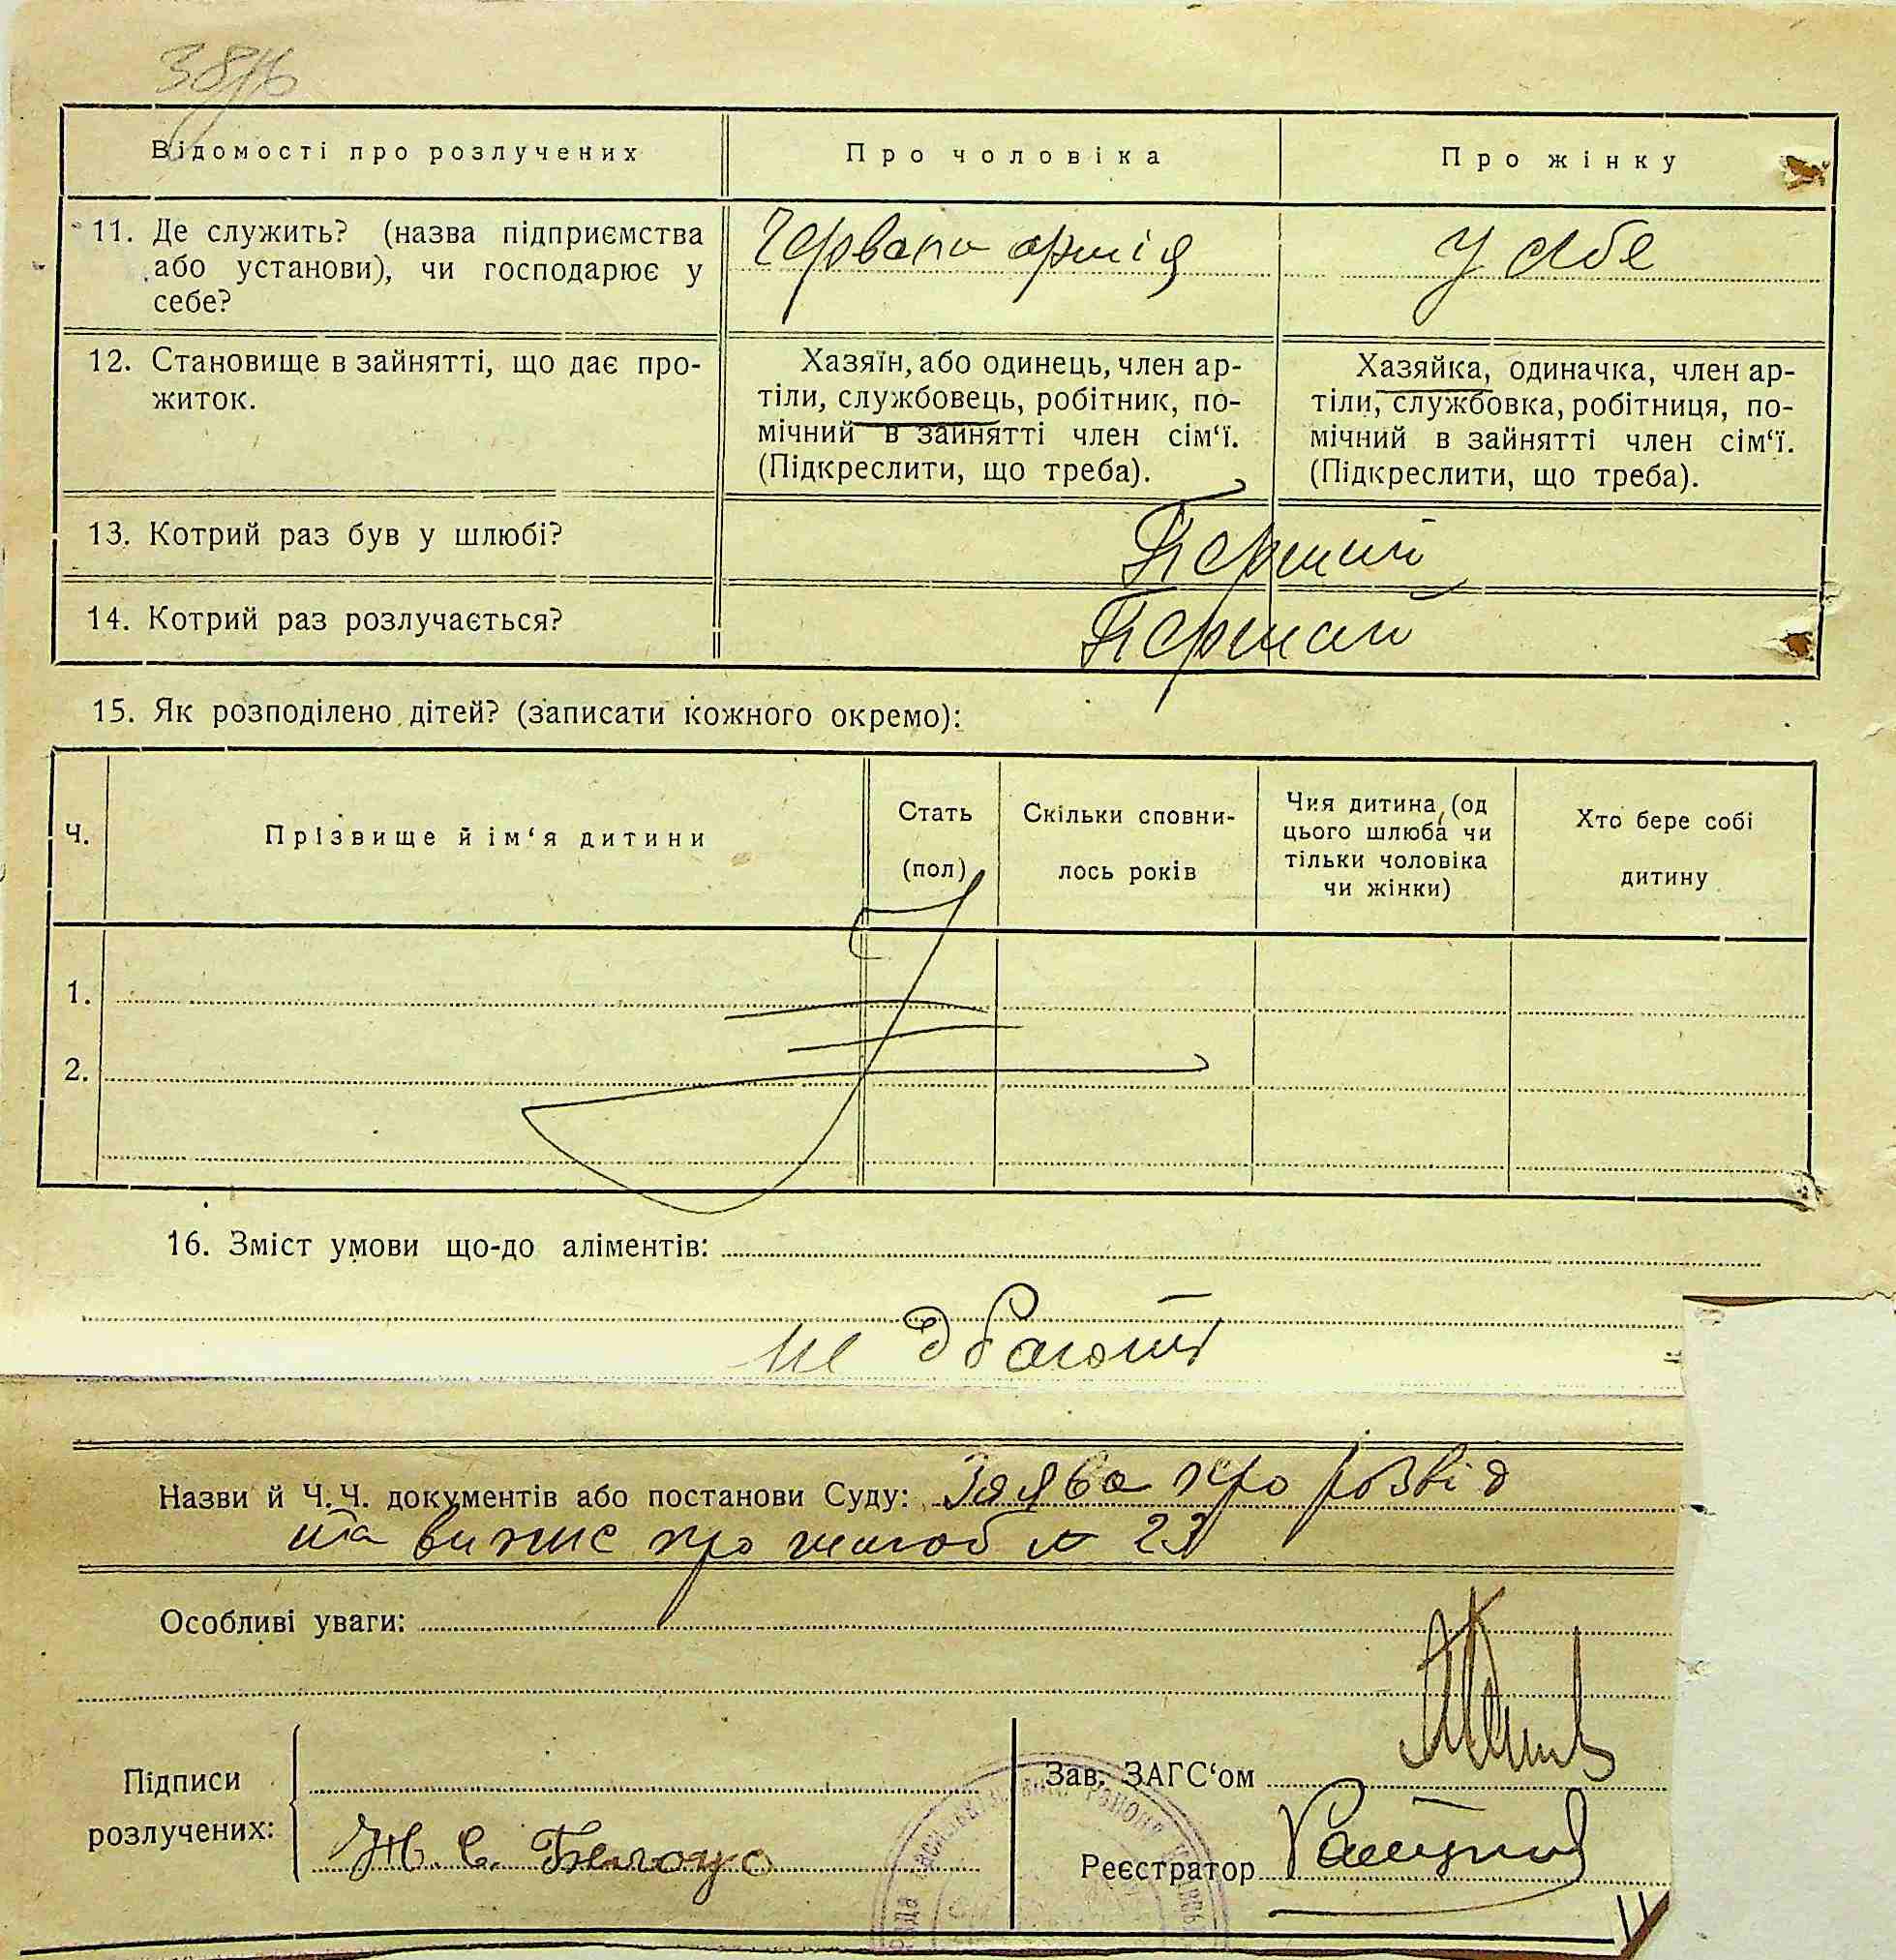 Відомості про розлучених
Про чоловіка
Про жінку
11. Де служить? (назва підприємства
або установи), чи господарює у
себе?
Червона армія
У себе
12. Становище в зайнятті, що дає про-
житок.
Хазяїн, або одинець, член ар-
тіли, службовець, робітник, по-
мічний в зайнятті член сім‘ї.
(Підкреслити, що треба).
Хазяйка, одиначка, член ар-
тіли, службовка, робітниця, по-
мічний в зайнятті член сім‘ї.
(Підкреслити, що треба).
13. Котрий раз був у шлюбі?
Перший
14. Котрий раз розлучається?
Перший
15. Як розподілено дітей? (записати кожного окремо):
Ч.
Прізвище й ім‘я дитини
Стать
(пол)
Скільки сповни-
лось років
Чия дитина (од
цього шлюба чи
тільки чоловіка
чи жінки)
Хто бере собі
дитину
1.
2.
16. Зміст умови що-до аліментів:
не дбають
Назви й Ч.Ч. документів або постанови Суду: Заява про розвід
та випис про шлюб № 23
Особливі уваги:
Підписи
розлучених:
Ж. С. Белоус
Зав. ЗАГС‘ом
Реєстратор